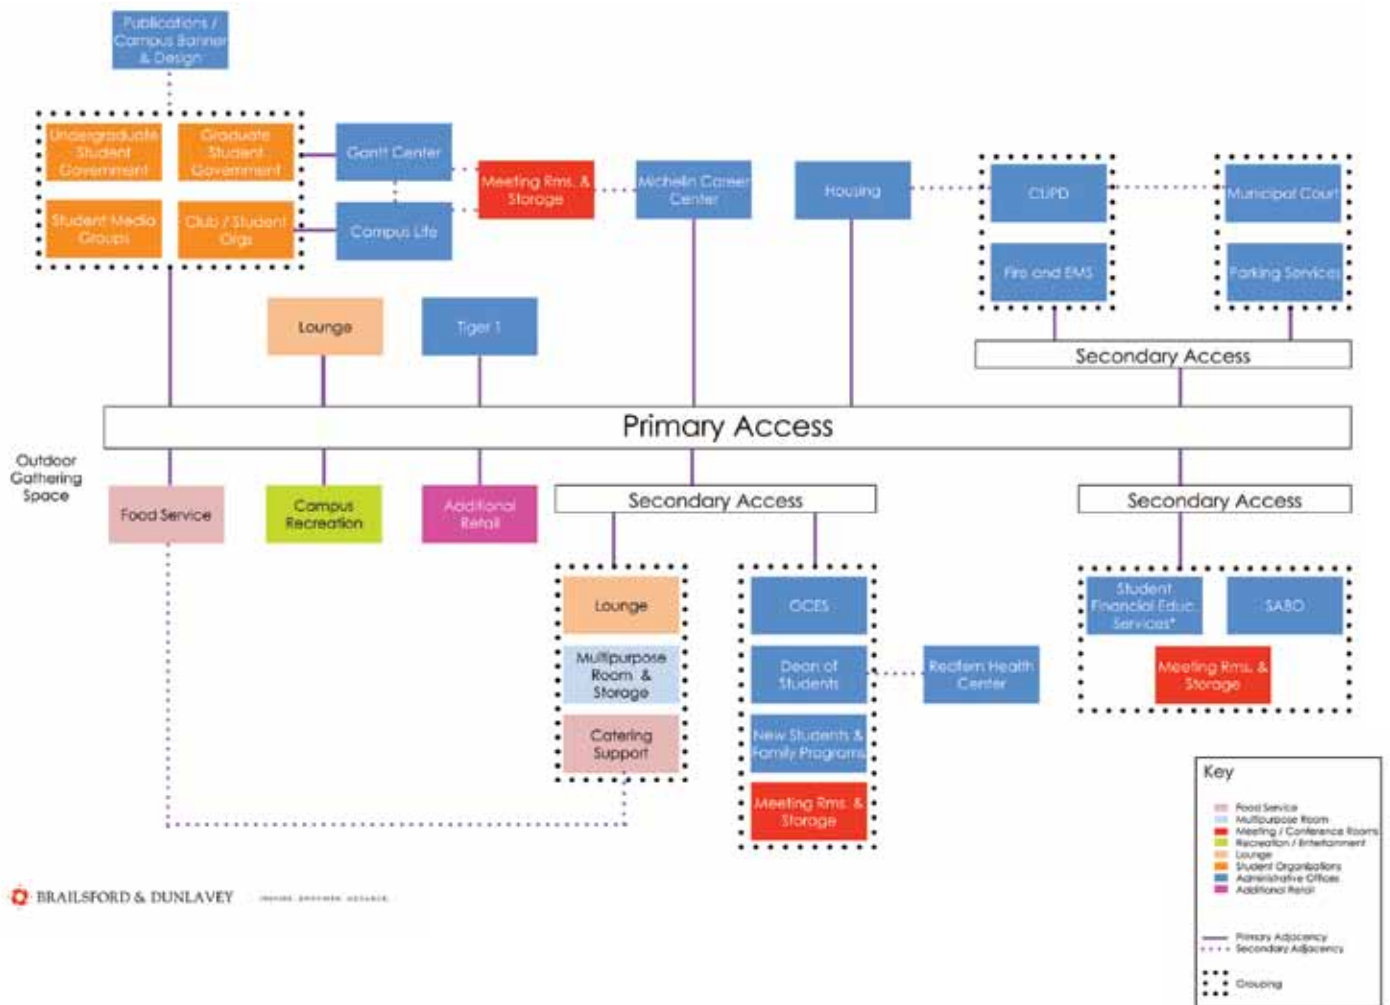 Publications /
Campus Banner
& Design
Undergraduate
Student
Government
Graduate
Student
Government
Student Media
Groups
Club / Student
Orgs
Gantt Center
Campus Life
Meeting Rms. &
Storage
Michelin Career
Center
Housing
CUPD
Fire and EMS
Municipal Court
Parking Services
Secondary Access
Lounge
Tiger 1
Primary Access
Outdoor
Gathering
Space
Food Service
Campus
Recreation
Additional
Retail
Secondary Access
Secondary Access
Lounge
Multipurpose
Room & 
Storage
Catering
Support
GCES
Dean of
Students
New Students &
Family Programs
Meeting Rms. &
Storage
Redfern Health
Center
Student
Financial Educ.
Services*
SABO
Meeting Rms. &
Storage
Key
Food Service
Multipurpose Room
Meeting / Conference Rooms
Recreation / Entertainment
Lounge
Student Organizations
Administrative Offices
Additional Retail
Primary Adjacency
Secondary Adjacency
Grouping
BRAILSFORD & DUNLAVEY
INSPIRE. EMPOWER. ADVANCE.